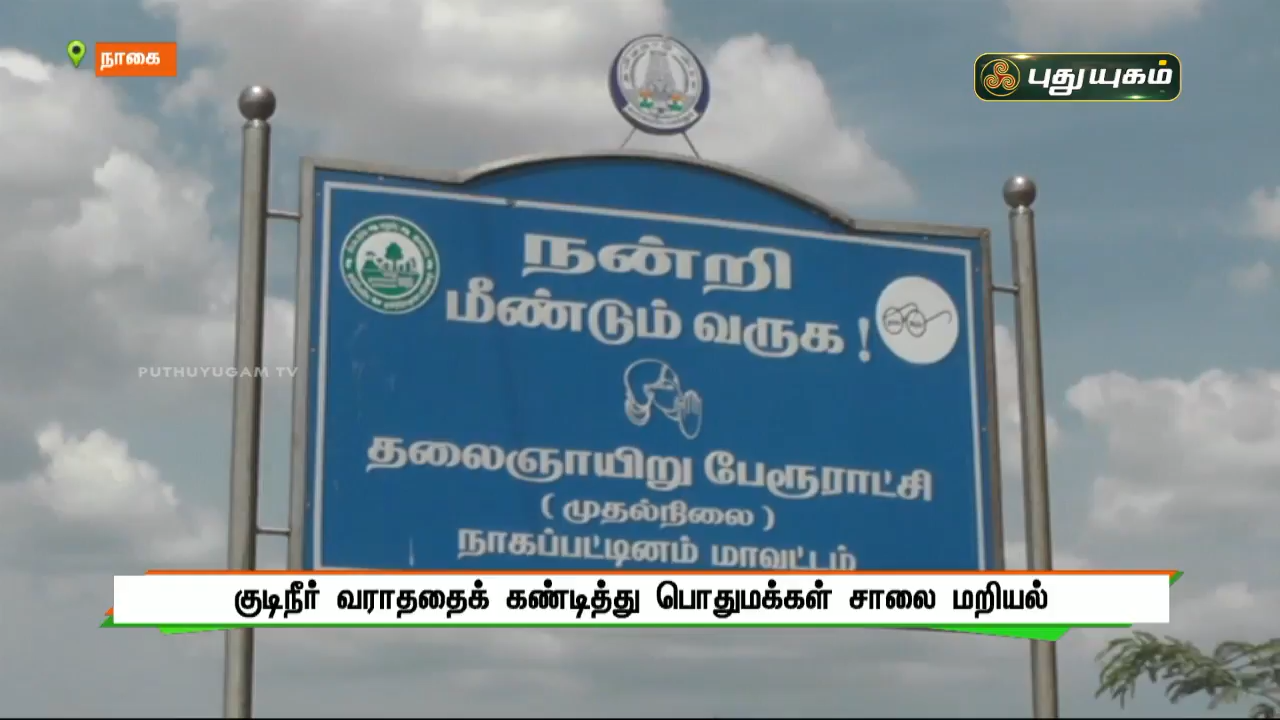 நாகை
புதுயுகம்
நன்றி
மீண்டும் வருக !
PUTHUYUGAM TV
தலைஞாயிறு பேரூராட்சி
( முதல்நிலை )
நாகப்பட்டினம் மாவட்டம்
குடிநீர் வராததைக் கண்டித்து பொதுமக்கள் சாலை மறியல்